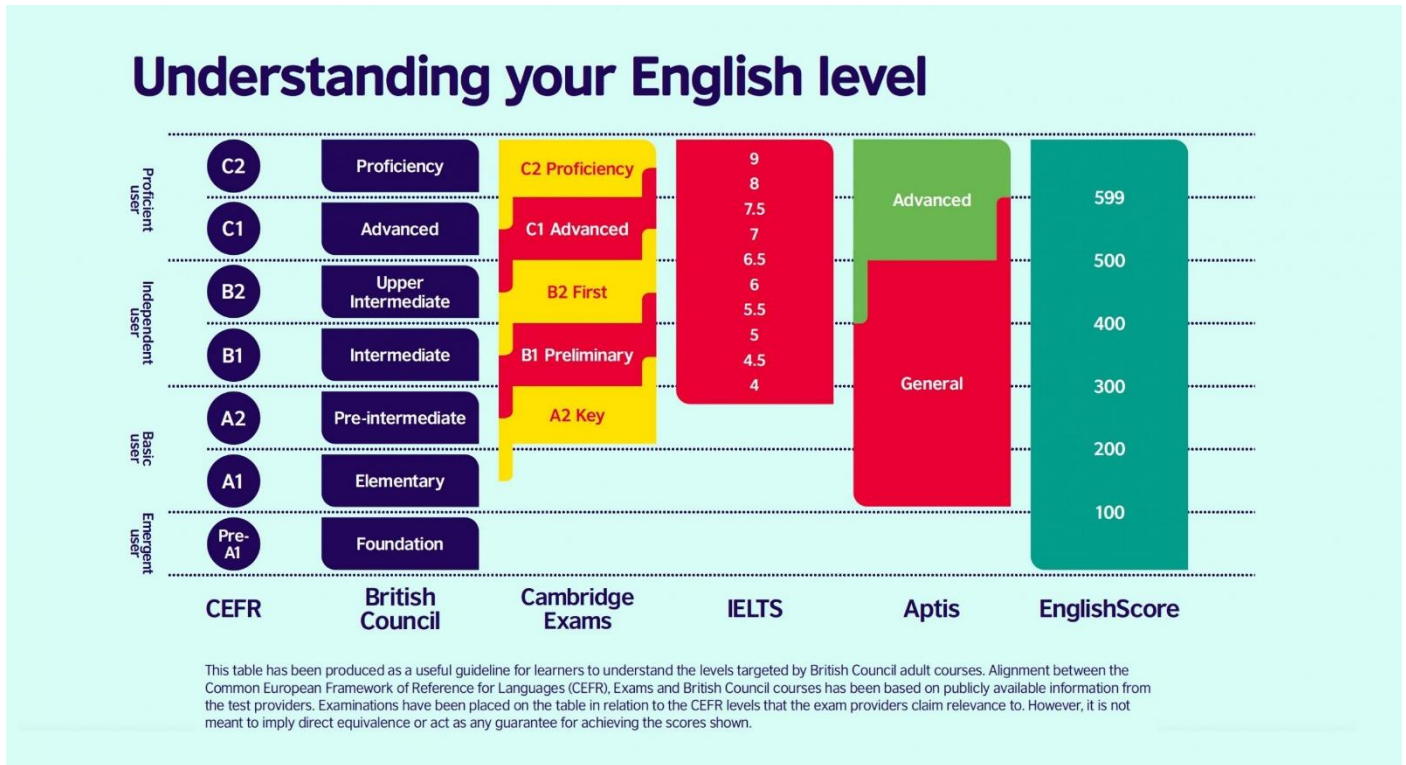 Understanding your English level
Proficient
user
Independent
user
Basic
user
Emergent
user
C2
C1
B2
B1
A2
A1
Pre-
A1
CEFR
Proficiency
Advanced
Upper
Intermediate
Intermediate
Pre-intermediate
Elementary
Foundation
British
Council
C2 Proficiency
C1 Advanced
B2 First
B1 Preliminary
A2 Key
Cambridge
Exams
9
8
7.5
7
6.5
6
5.5
5
4.5
4
IELTS
Advanced
General
Aptis
599
500
400
300
200
100
EnglishScore
This table has been produced as a useful guideline for learners to understand the levels targeted by British Council adult courses. Alignment between the
Common European Framework of Reference for Languages (CEFR), Exams and British Council courses has been based on publicly available information from
the test providers. Examinations have been placed on the table in relation to the CEFR levels that the exam providers claim relevance to. However, it is not
meant to imply direct equivalence or act as any guarantee for achieving the scores shown.